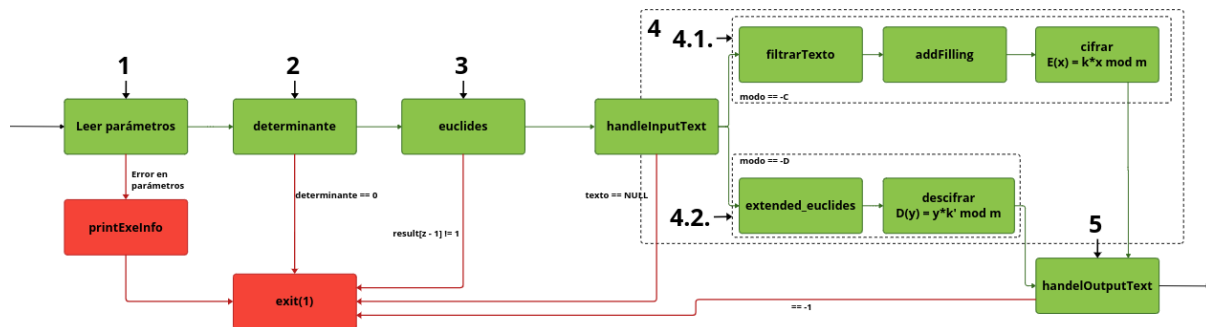 1
2
3
4
4.1.
Leer parámetros
determinante
euclides
handleInputText
filtrarTexto
addFilling
cifrar
E(x) = k*x mod m
modo == -C
modo == -D
4.2.
extended_euclides
descifrar
D(y) = y*k' mod m
5
handelOutputText
Error en
parámetros
printExeInfo
determinante == 0
result[z - 1] != 1
texto == NULL
exit(1)
== -1